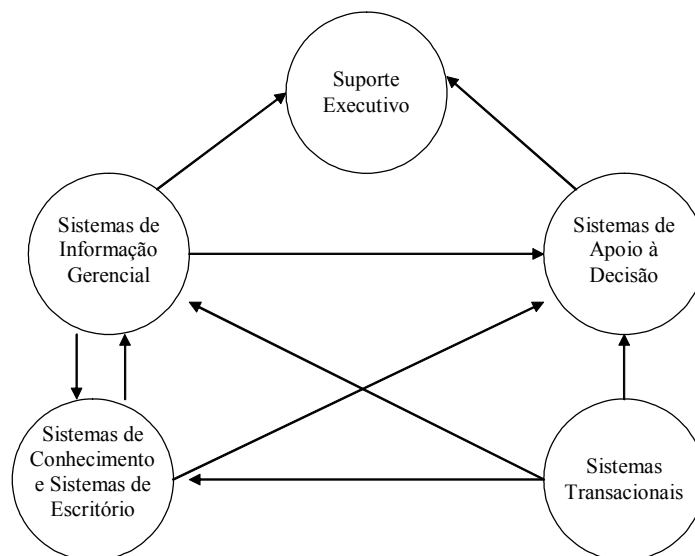 Suporte
Executivo
Sistemas de
Informação
Gerencial
Sistemas de
Apoio à
Decisão
Sistemas de
Conhecimento
e Sistemas de
Escritório
Sistemas
Transacionais